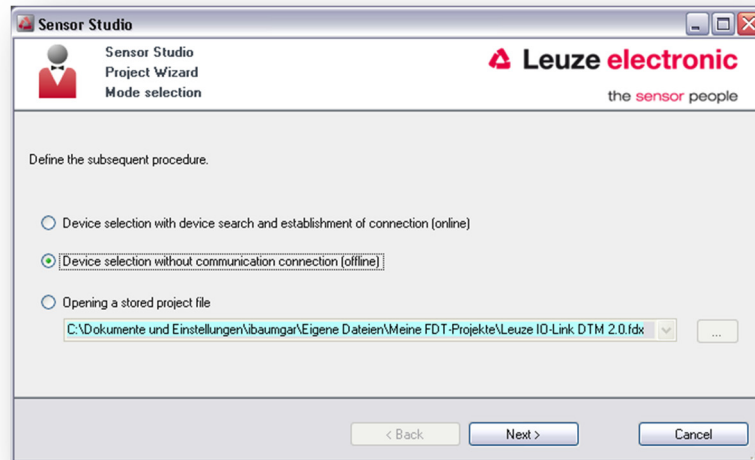 Sensor Studio
Sensor Studio
Project Wizard
Mode selection
Leuze electronic
the sensor people
Define the subsequent procedure.
Device selection with device search and establishment of connection (online)
Device selection without communication connection (offline)
Opening a stored project file
C:\Dokumente und Einstellungen\ibaumgar\Eigene Dateien\Meine FDT-Projekte\Leuze IO-Link DTM 2.0.fdx
...
< Back
Next >
Cancel